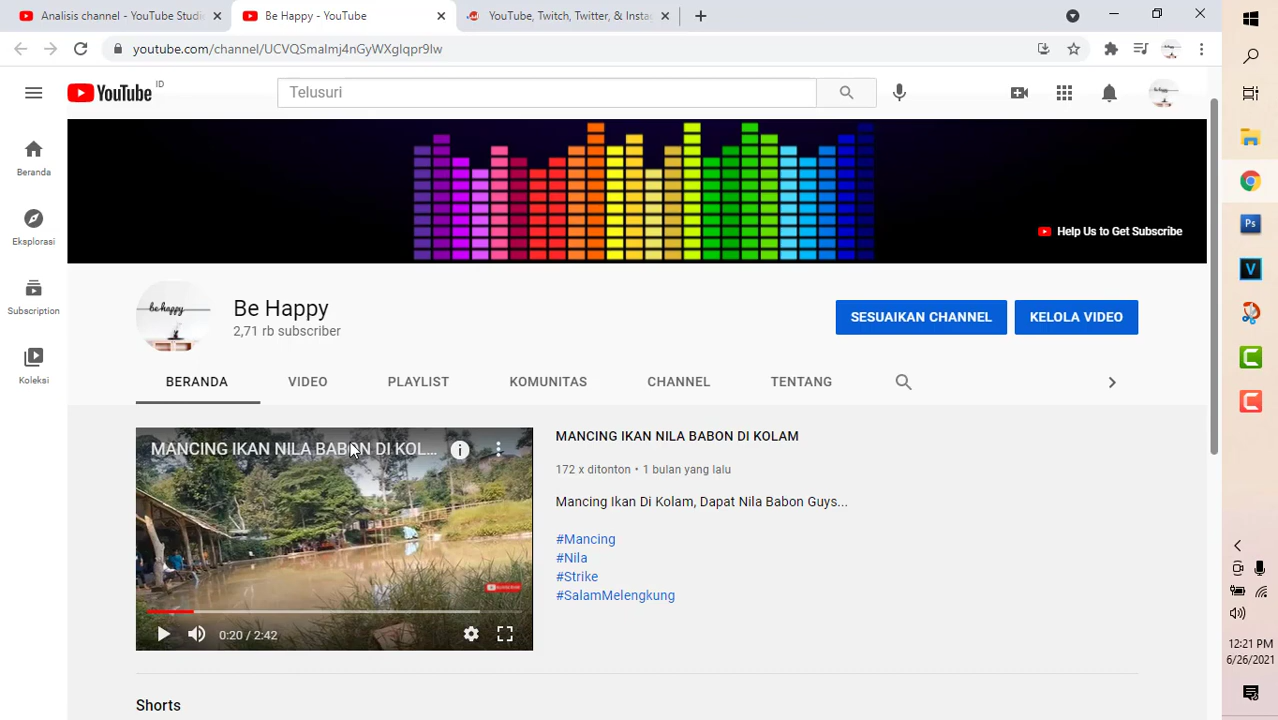 Analisis channel - YouTube Studi
Be Happy - YouTube
YouTube, Twitch, Twitter, & Insta
youtube.com/channel/UCVQSmaImj4nGyWXgIqpr9Iw
YouTube
ID
Telusuri
Beranda
Eksplorasi
Subscription
Koleksi
Help Us to Get Subscribe
be happy
Be Happy
2,71 rb subscriber
SESUAIKAN CHANNEL
KELOLA VIDEO
BERANDA
VIDEO
PLAYLIST
KOMUNITAS
CHANNEL
TENTANG
MANCING IKAN NILA BABON DI KOL...
0:20 / 2:42
MANCING IKAN NILA BABON DI KOLAM
172 x ditonton • 1 bulan yang lalu
Mancing Ikan Di Kolam, Dapat Nila Babon Guys...
#Mancing
#Nila
#Strike
#SalamMelengkung
Shorts
Ps
V
C
C
12:21 PM
6/26/2021